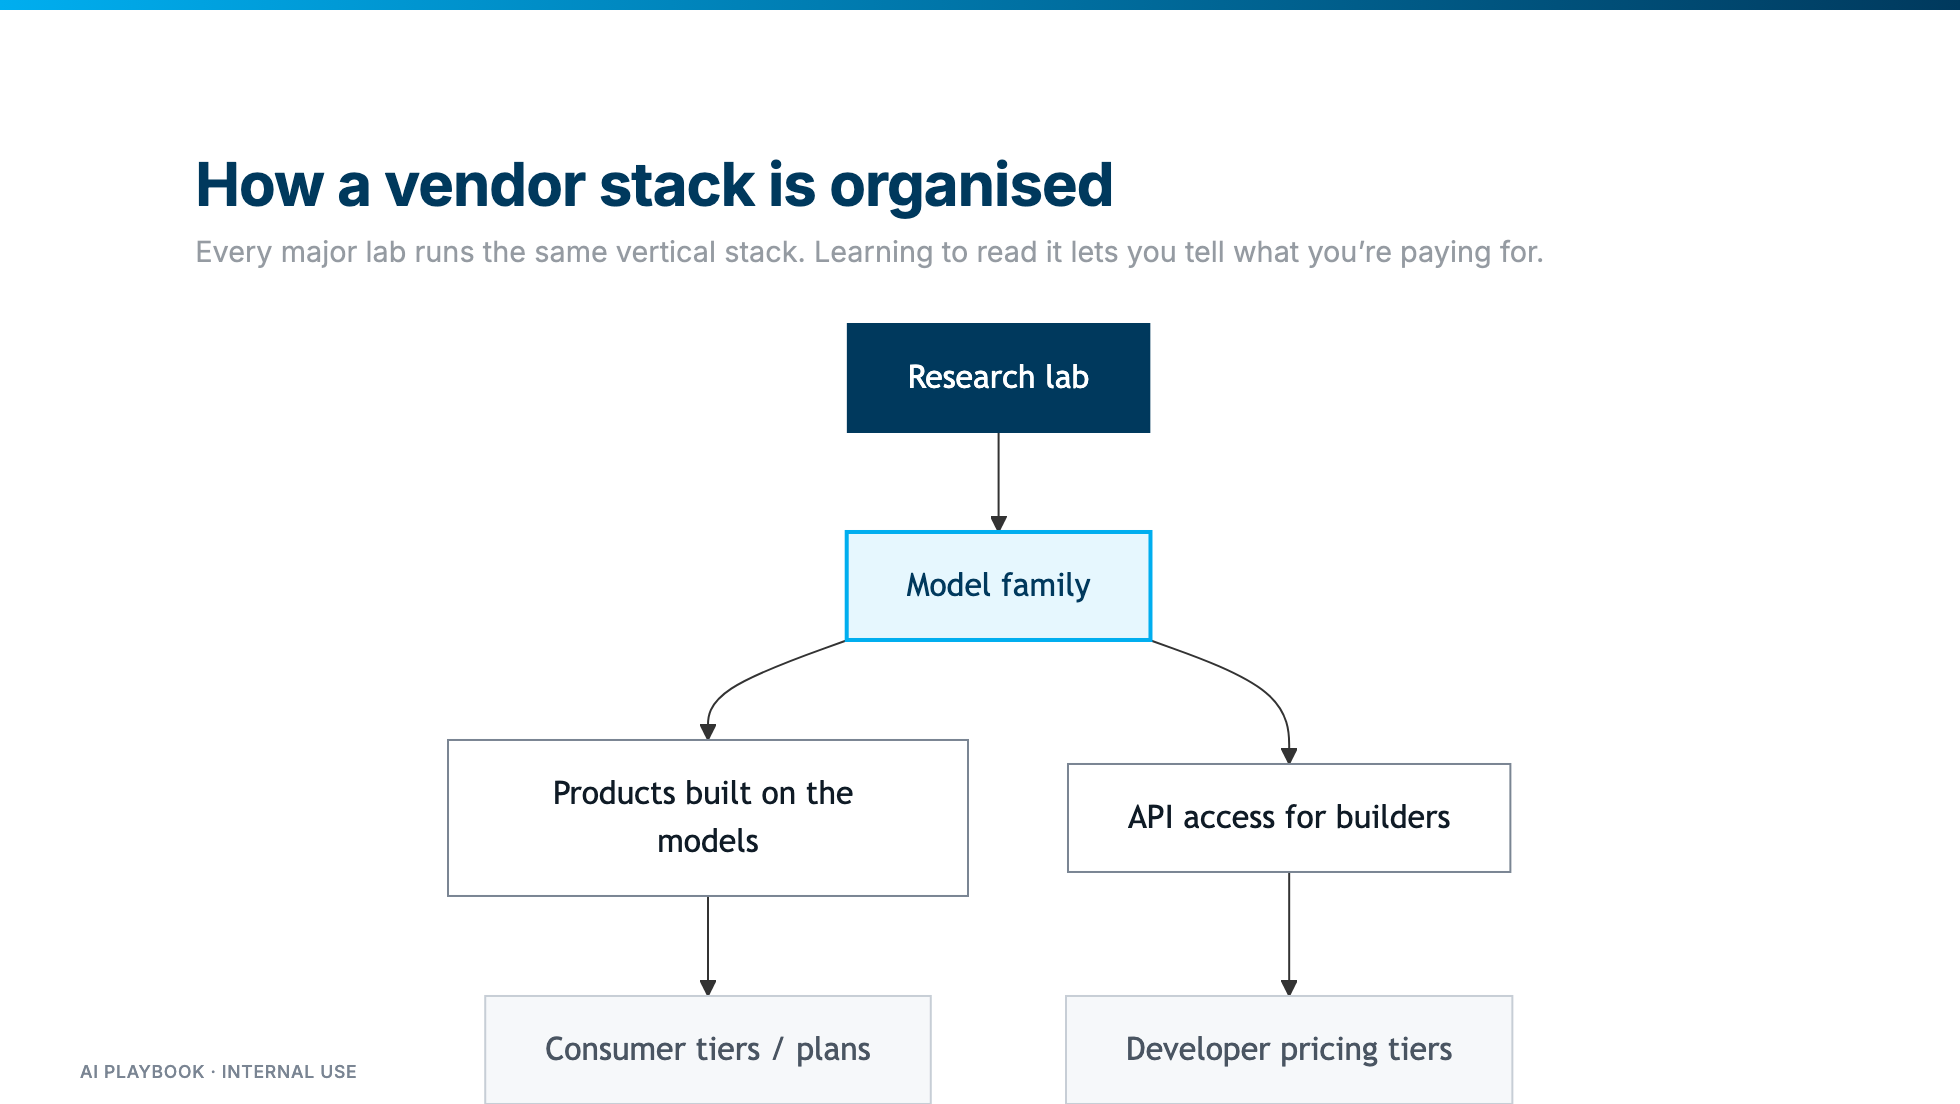 How a vendor stack is organised
Every major lab runs the same vertical stack. Learning to read it lets you tell what you’re paying for.
Research lab
Model family
Products built on the
models
API access for builders
Consumer tiers / plans
Developer pricing tiers
AI PLAYBOOK · INTERNAL USE